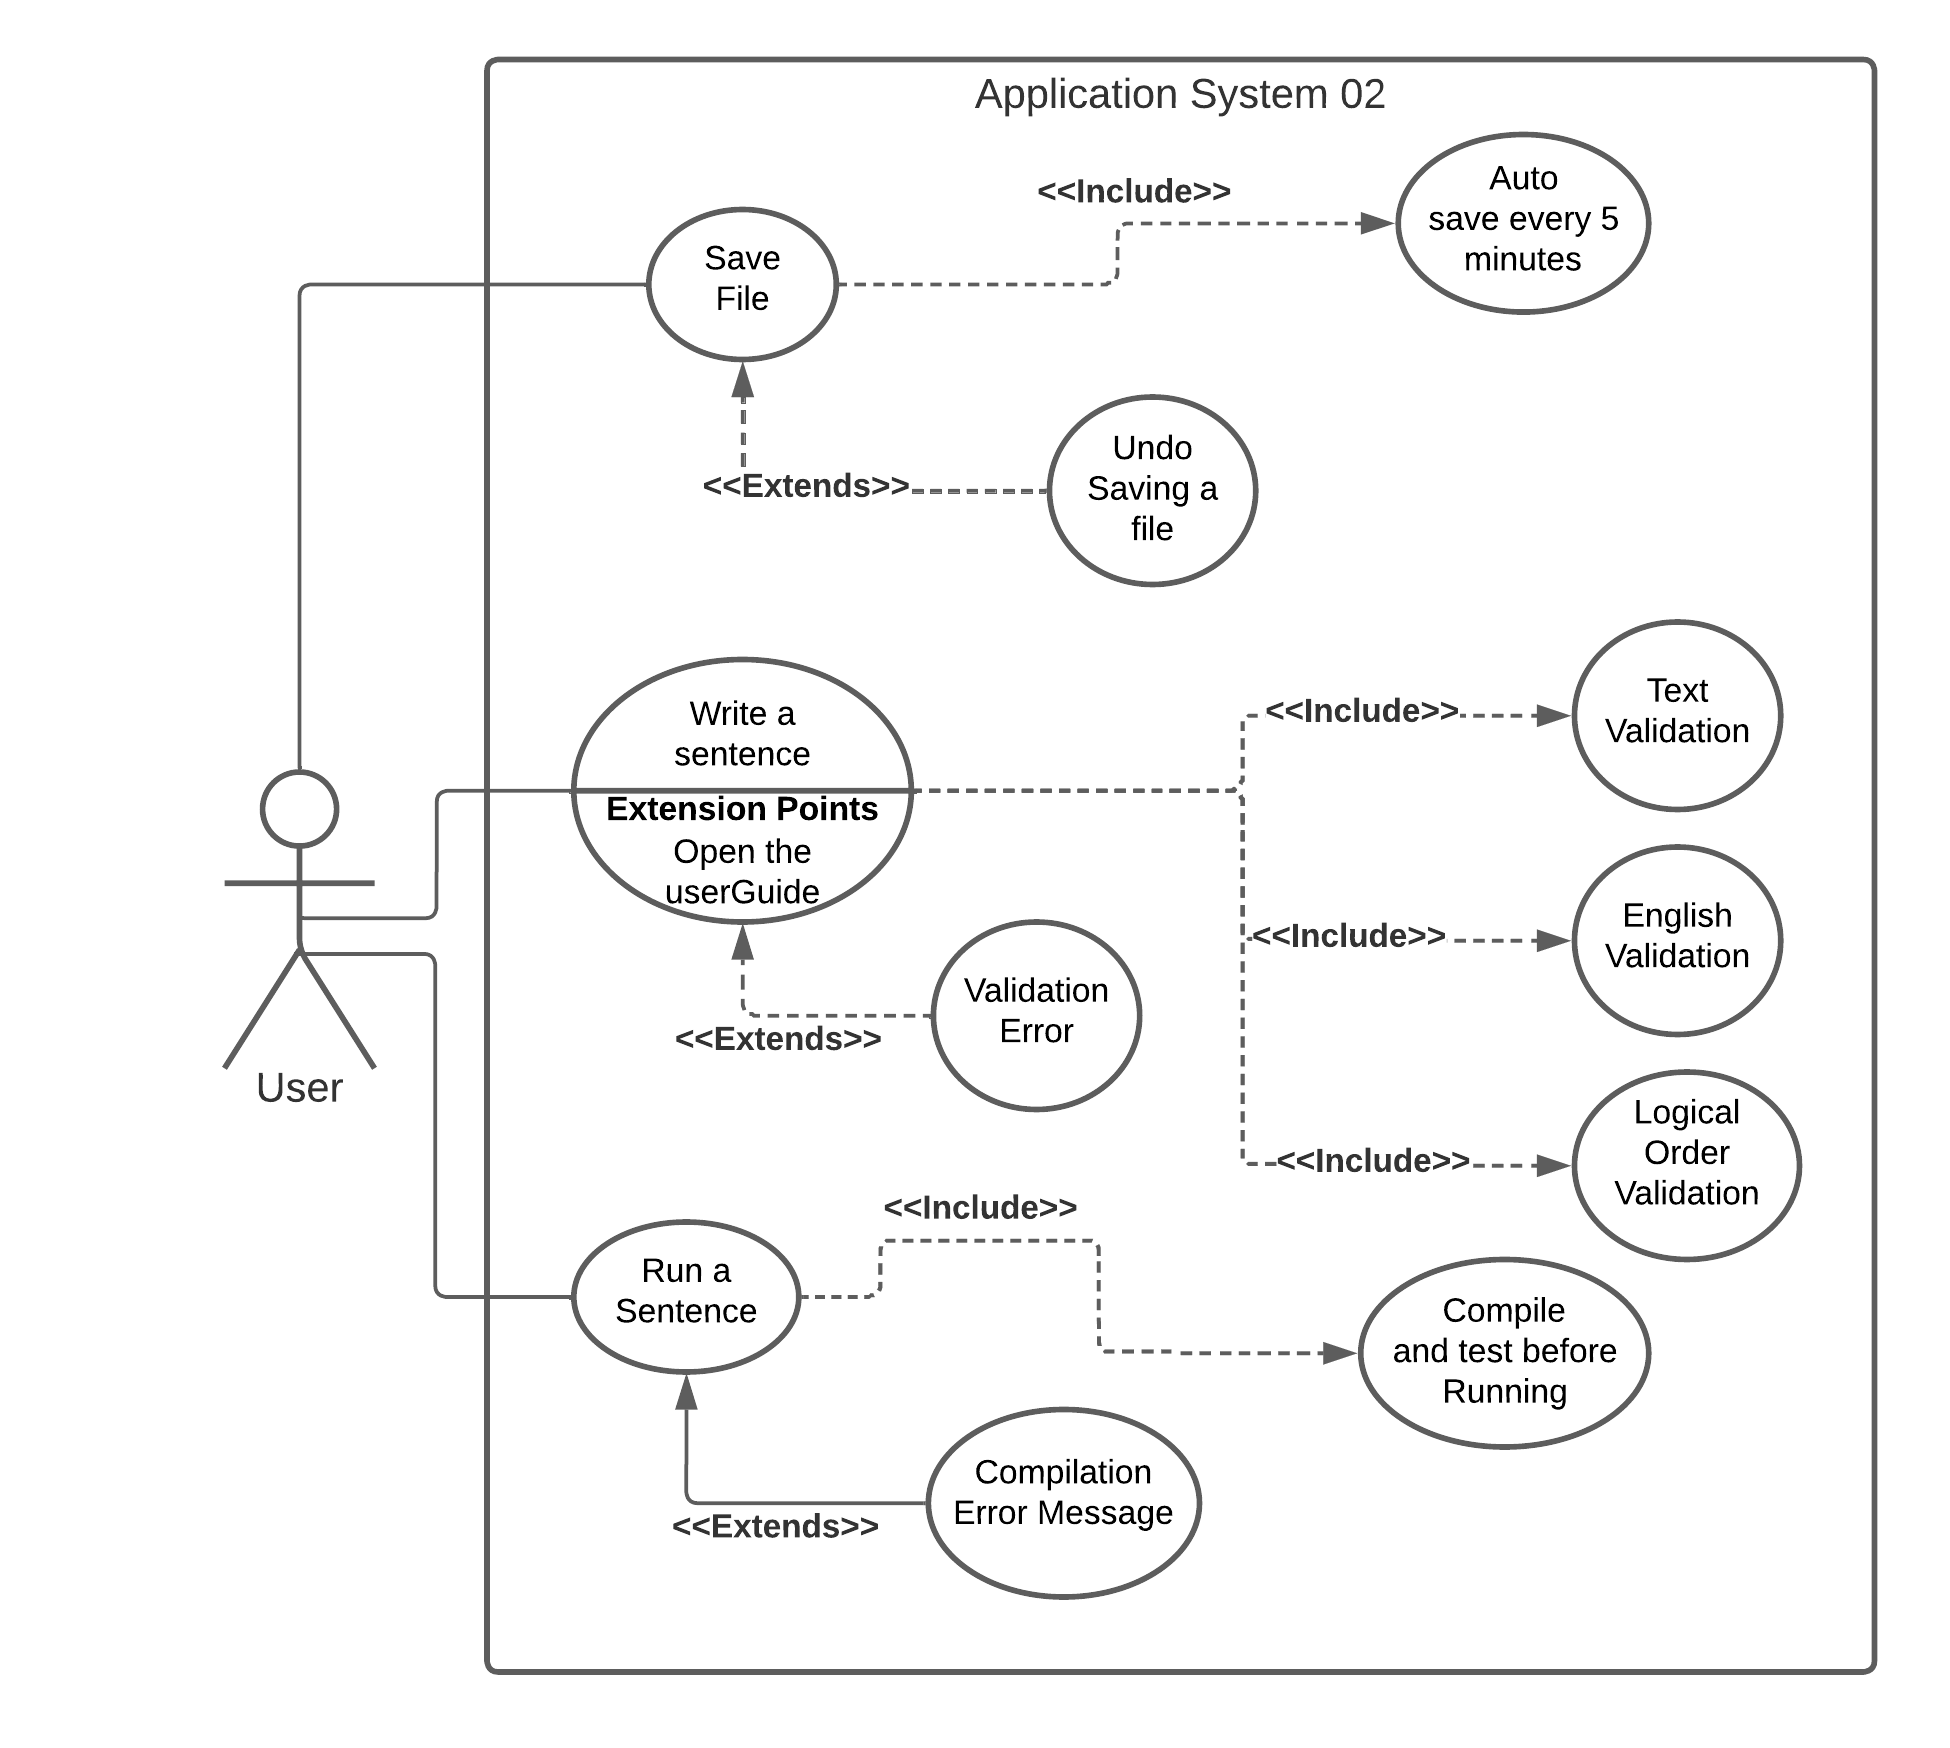 Application System 02
<<Include>>
Auto
save every 5
minutes
Save
File
<<Extends>>
Undo
Saving a
file
Write a
sentence
Extension Points
Open the
userGuide
<<Include>>
Text
Validation
<<Include>>
English
Validation
<<Extends>>
Validation
Error
User
<<Include>>
Logical
Order
Validation
<<Include>>
Run a
Sentence
Compile
and test before
Running
<<Extends>>
Compilation
Error Message